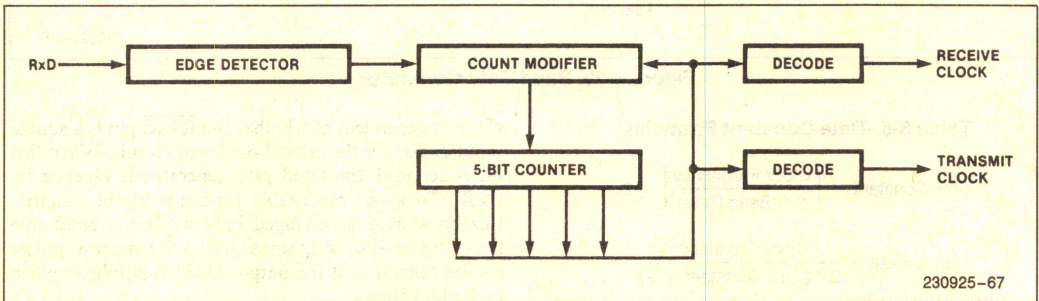 RxD
EDGE DETECTOR
COUNT MODIFIER
DECODE
RECEIVE
CLOCK
5-BIT COUNTER
DECODE
TRANSMIT
CLOCK
230925-67